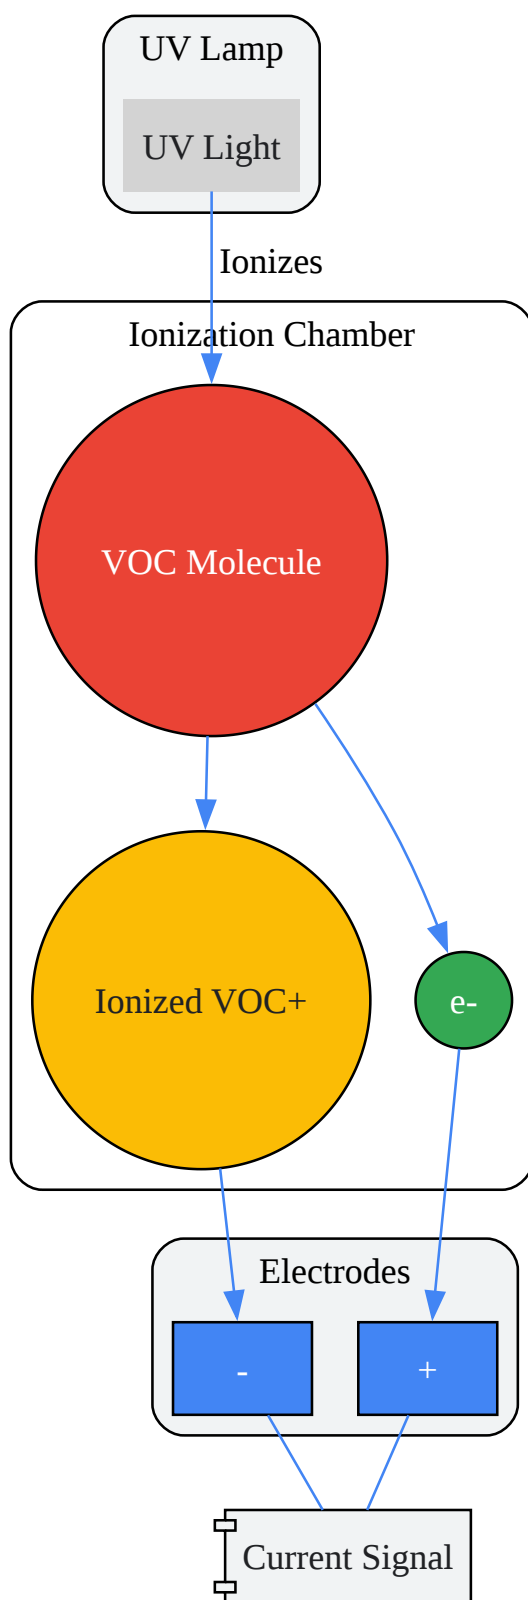 UV Lamp
UV Light
Ionizes
Ionization Chamber
VOC Molecule
Ionized VOC+
e-
Electrodes
-
+
Current Signal